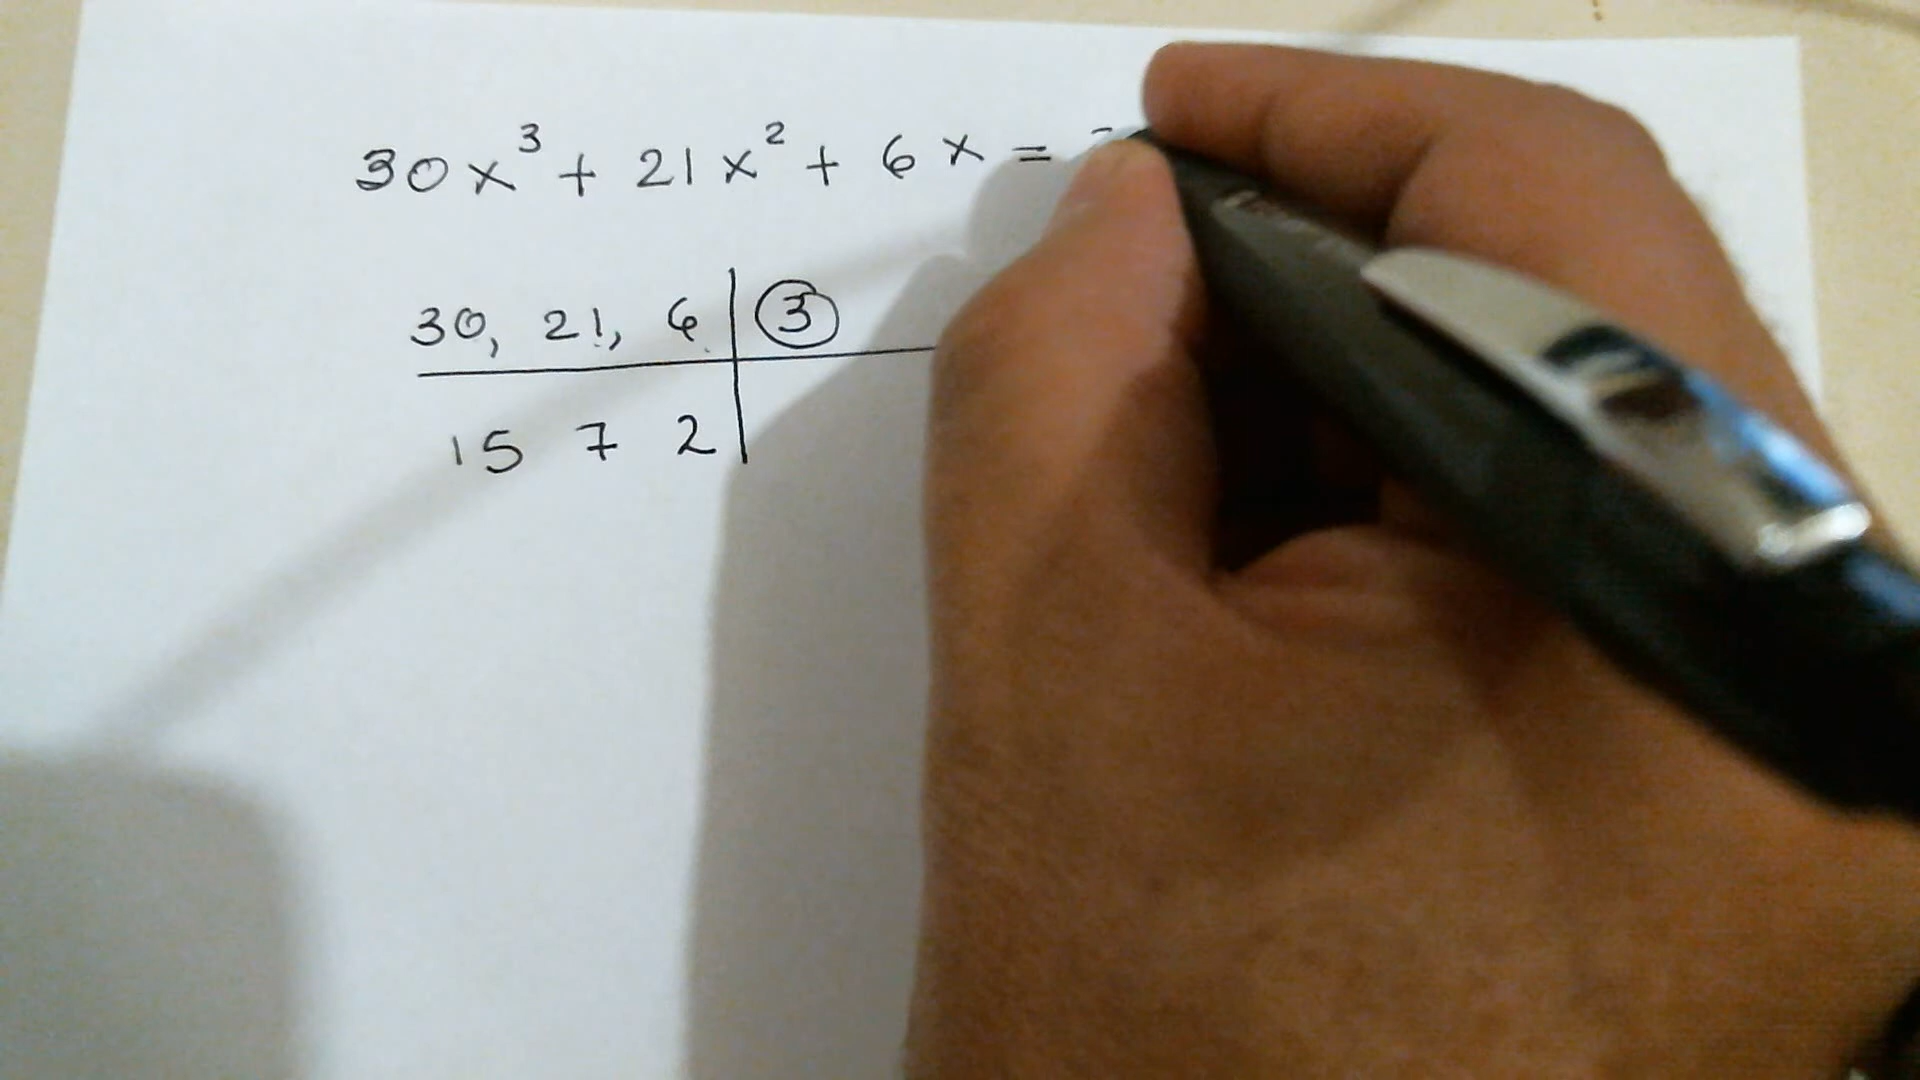 30x³ + 21x² + 6x =
30, 21, 6 | 3
15 7 2